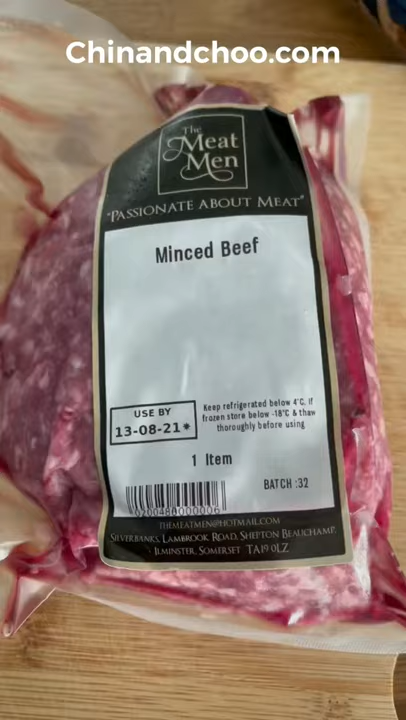 Chinandchoo.com
The
Meat
Men
"PASSIONATE ABOUT MEAT"
Minced Beef
USE BY
13-08-21*
Keep refrigerated below 4°C, if
frozen store below -18°C & thaw
thoroughly before using
1 Item
BATCH :32
0200488000006
THEMEATMEN@HOTMAIL.COM
SILVERBANKS, LAMBROOK ROAD, SHEPTON BEAUCHAMP,
ILMINSTER, SOMERSET TA19 0LZ